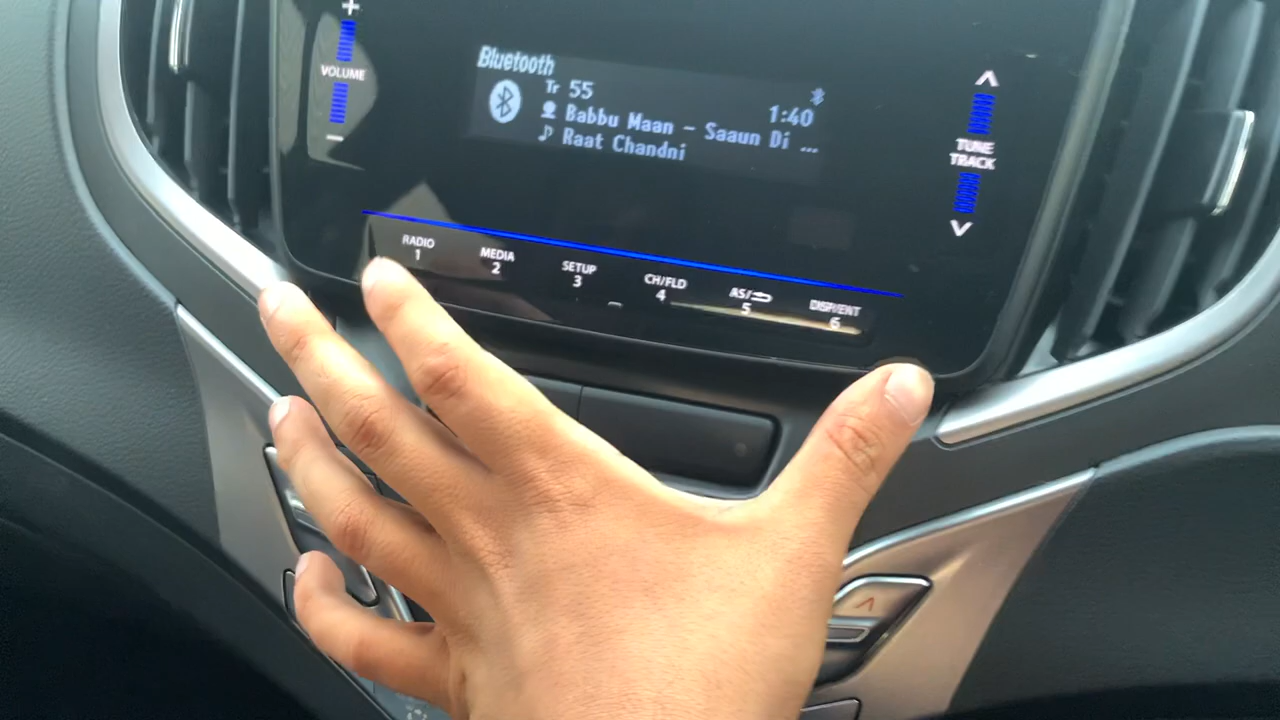 +
VOLUME
−
Bluetooth
Tr 55
1:40
Babbu Maan - Saaun Di ...
Raat Chandni
TUNE
TRACK
RADIO
1
MEDIA
2
SETUP
3
CH/FLD
4
AS/
5
DISP/ENT
6